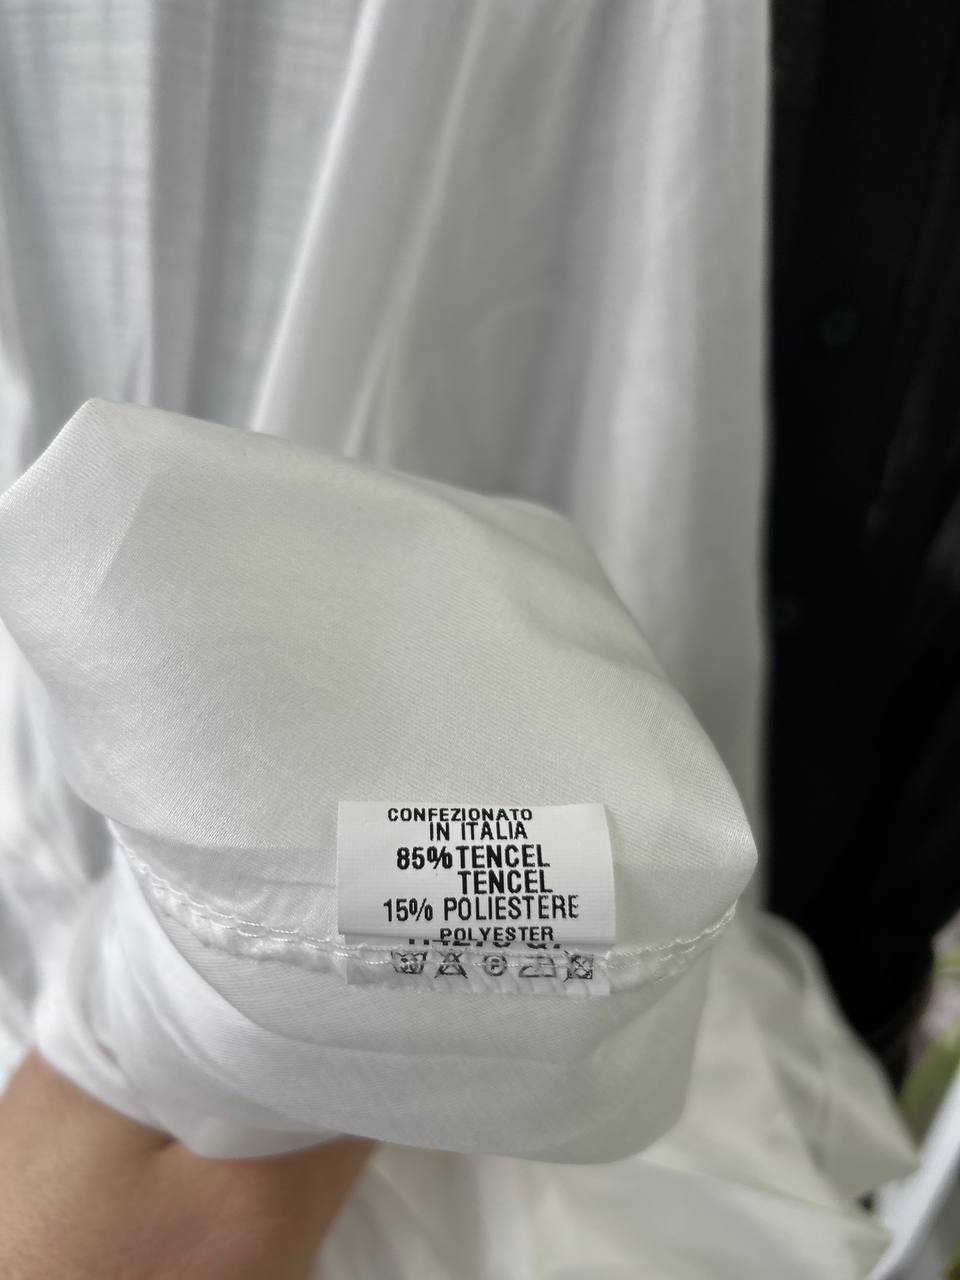 CONFEZIONATO
IN ITALIA
85% TENCEL
TENCEL
15% POLIESTERE
POLYESTER